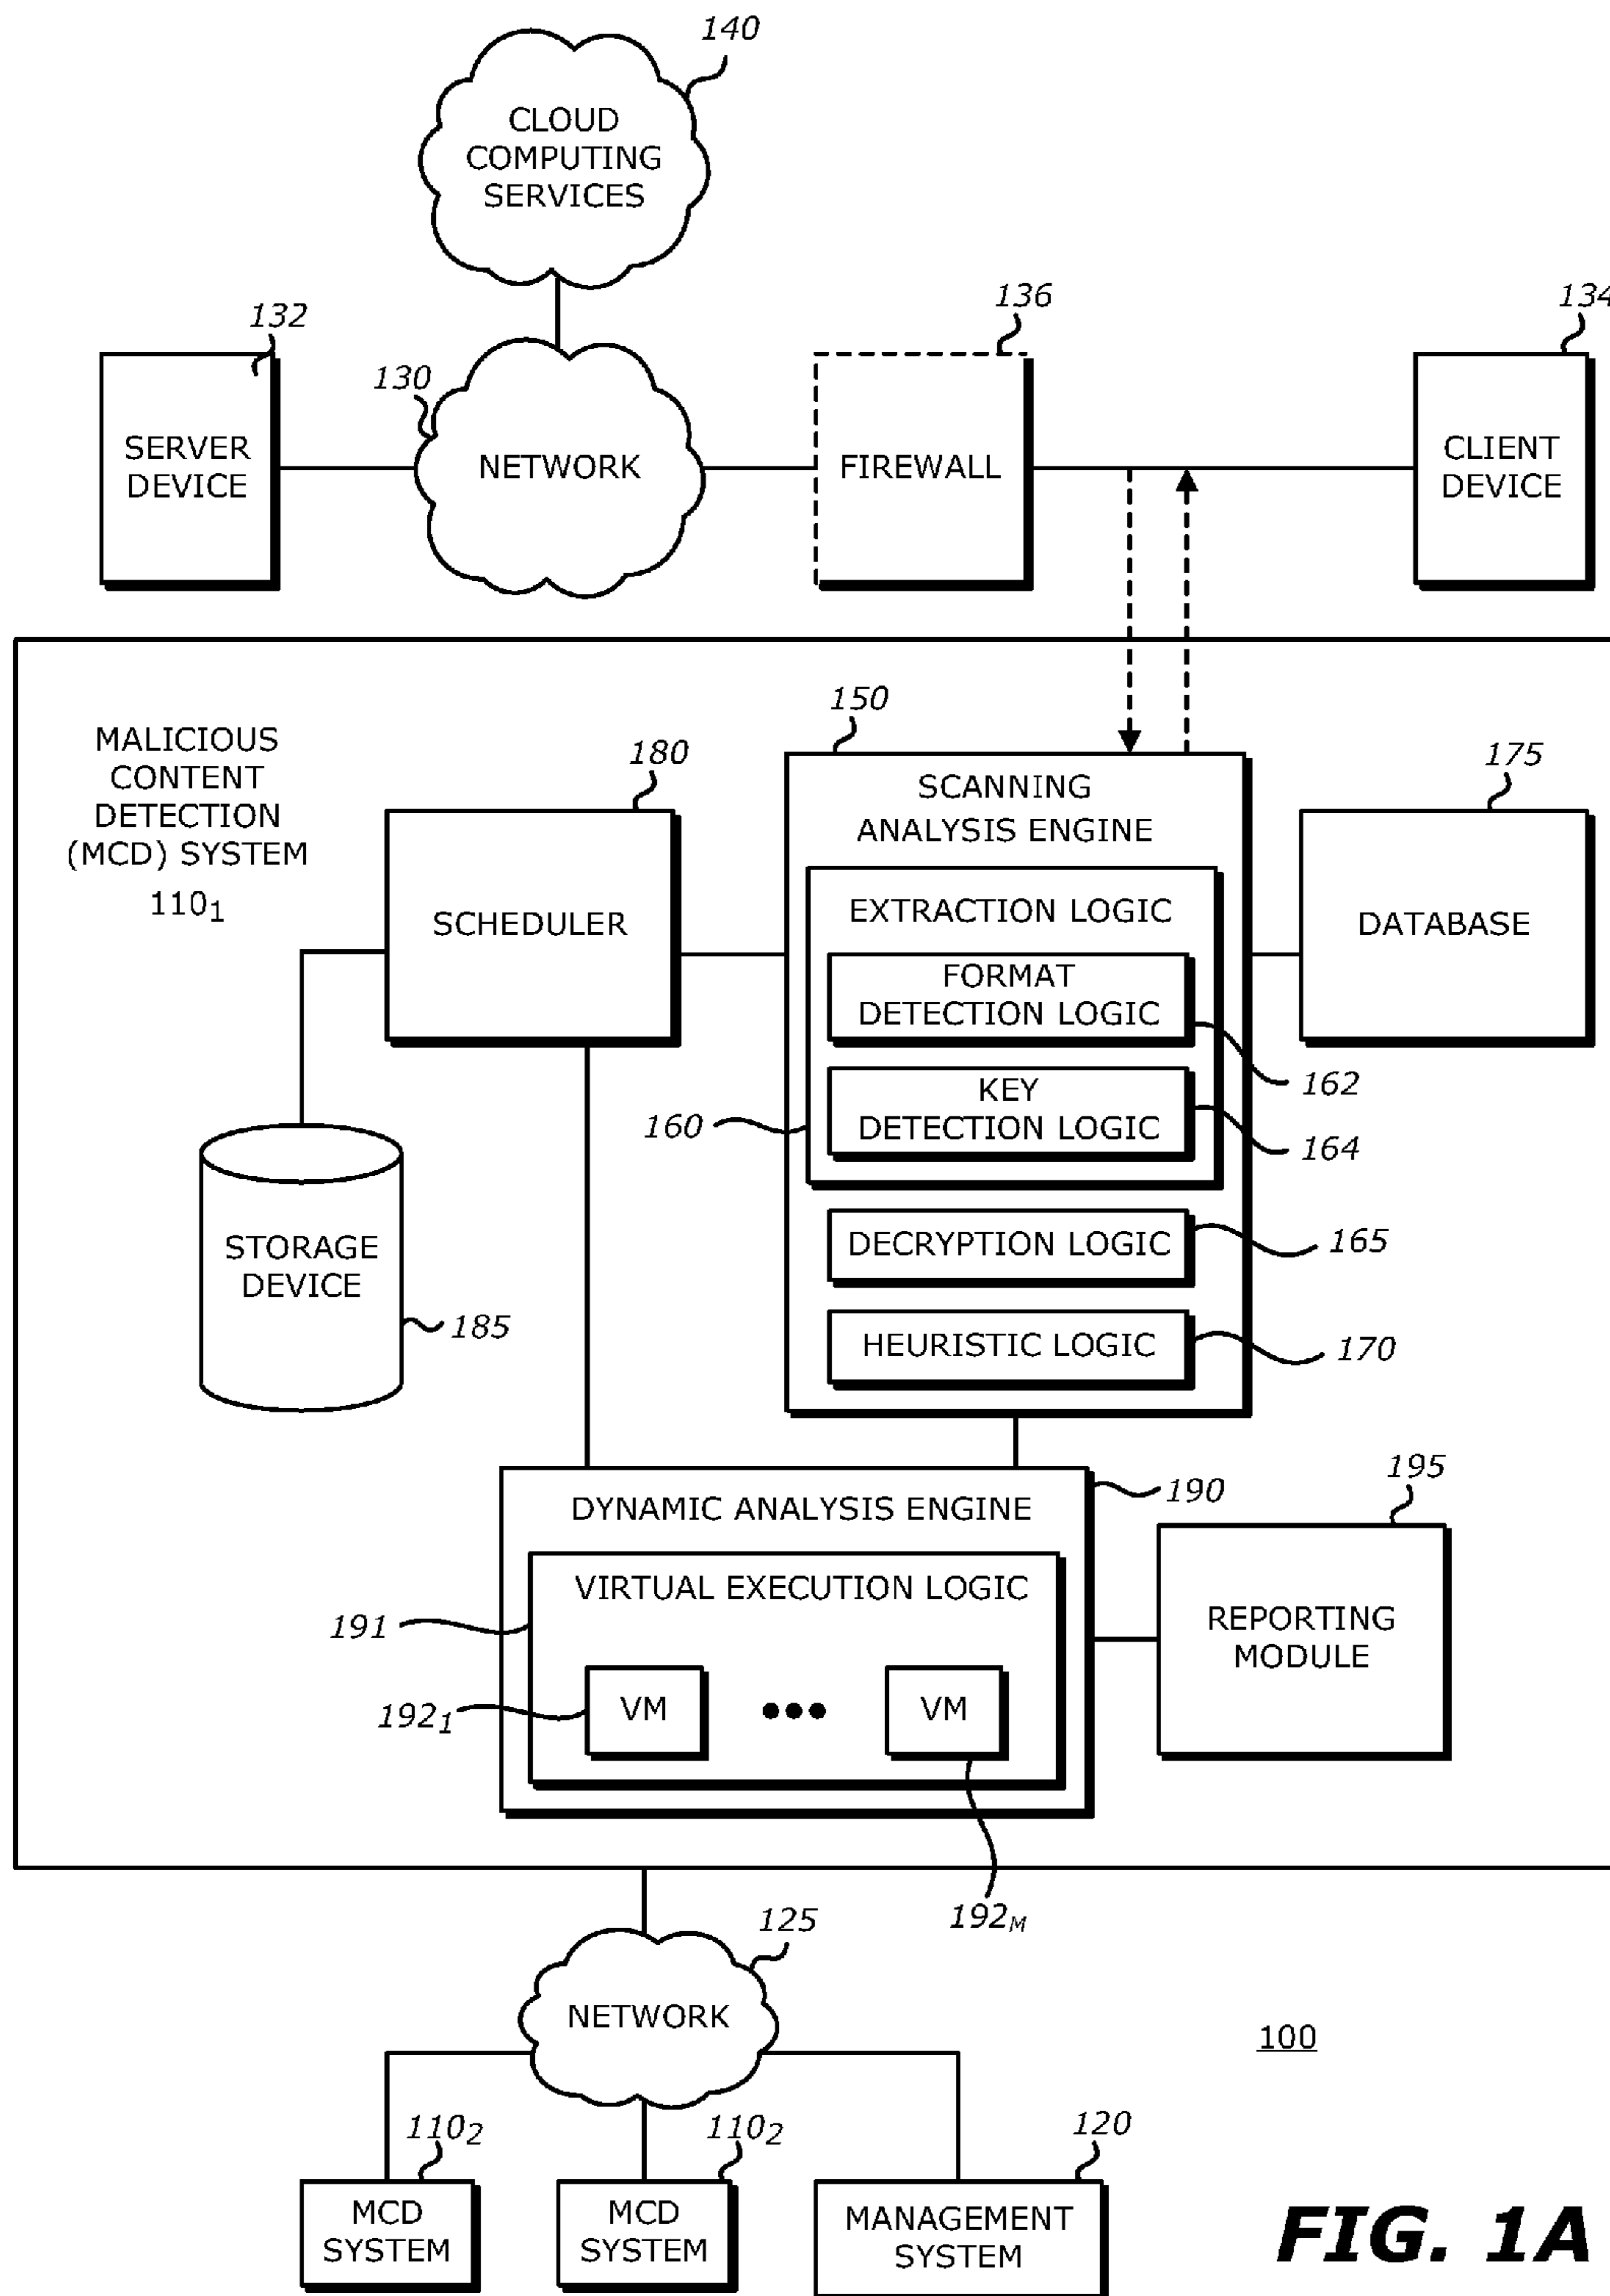 140
CLOUD
COMPUTING
SERVICES
132
136
134
130
SERVER
DEVICE
NETWORK
FIREWALL
CLIENT
DEVICE
MALICIOUS
CONTENT
DETECTION
(MCD) SYSTEM
110₁
150
180
175
SCANNING
ANALYSIS ENGINE
SCHEDULER
EXTRACTION LOGIC
DATABASE
FORMAT
DETECTION LOGIC
162
KEY
DETECTION LOGIC
160
164
STORAGE
DEVICE
185
DECRYPTION LOGIC
165
HEURISTIC LOGIC
170
190
195
DYNAMIC ANALYSIS ENGINE
VIRTUAL EXECUTION LOGIC
191
REPORTING
MODULE
192₁
VM
•••
VM
192M
125
NETWORK
100
110₂
110₂
120
MCD
SYSTEM
MCD
SYSTEM
MANAGEMENT
SYSTEM
FIG. 1A